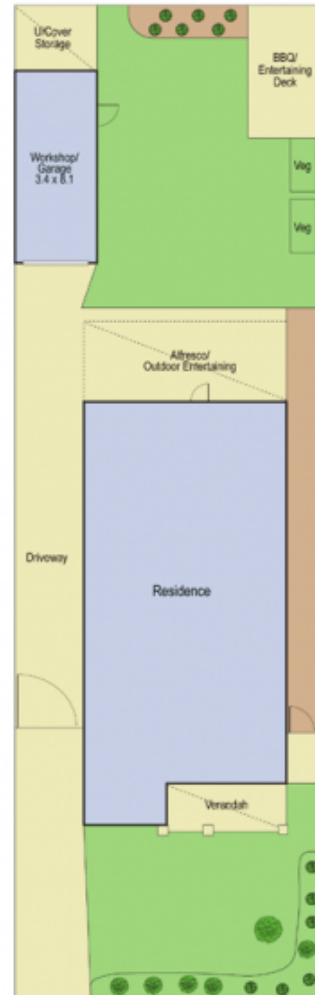 U/Cover
Storage
BBQ/
Entertaining
Deck
Workshop/
Garage
3.4 x 8.1
Veg
Veg
Alfresco/
Outdoor Entertaining
Driveway
Residence
Verandah